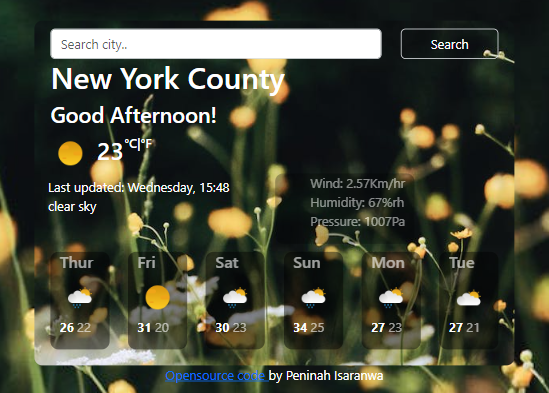 Search city..
Search
New York County
Good Afternoon!
23 °C|°F
Last updated: Wednesday, 15:48
clear sky
Wind: 2.57Km/hr
Humidity: 67%rh
Pressure: 1007Pa
Thur Fri Sat Sun Mon Tue
26 22 31 20 30 23 34 25 27 23 27 21
Opensource code by Peninah Isaranwa